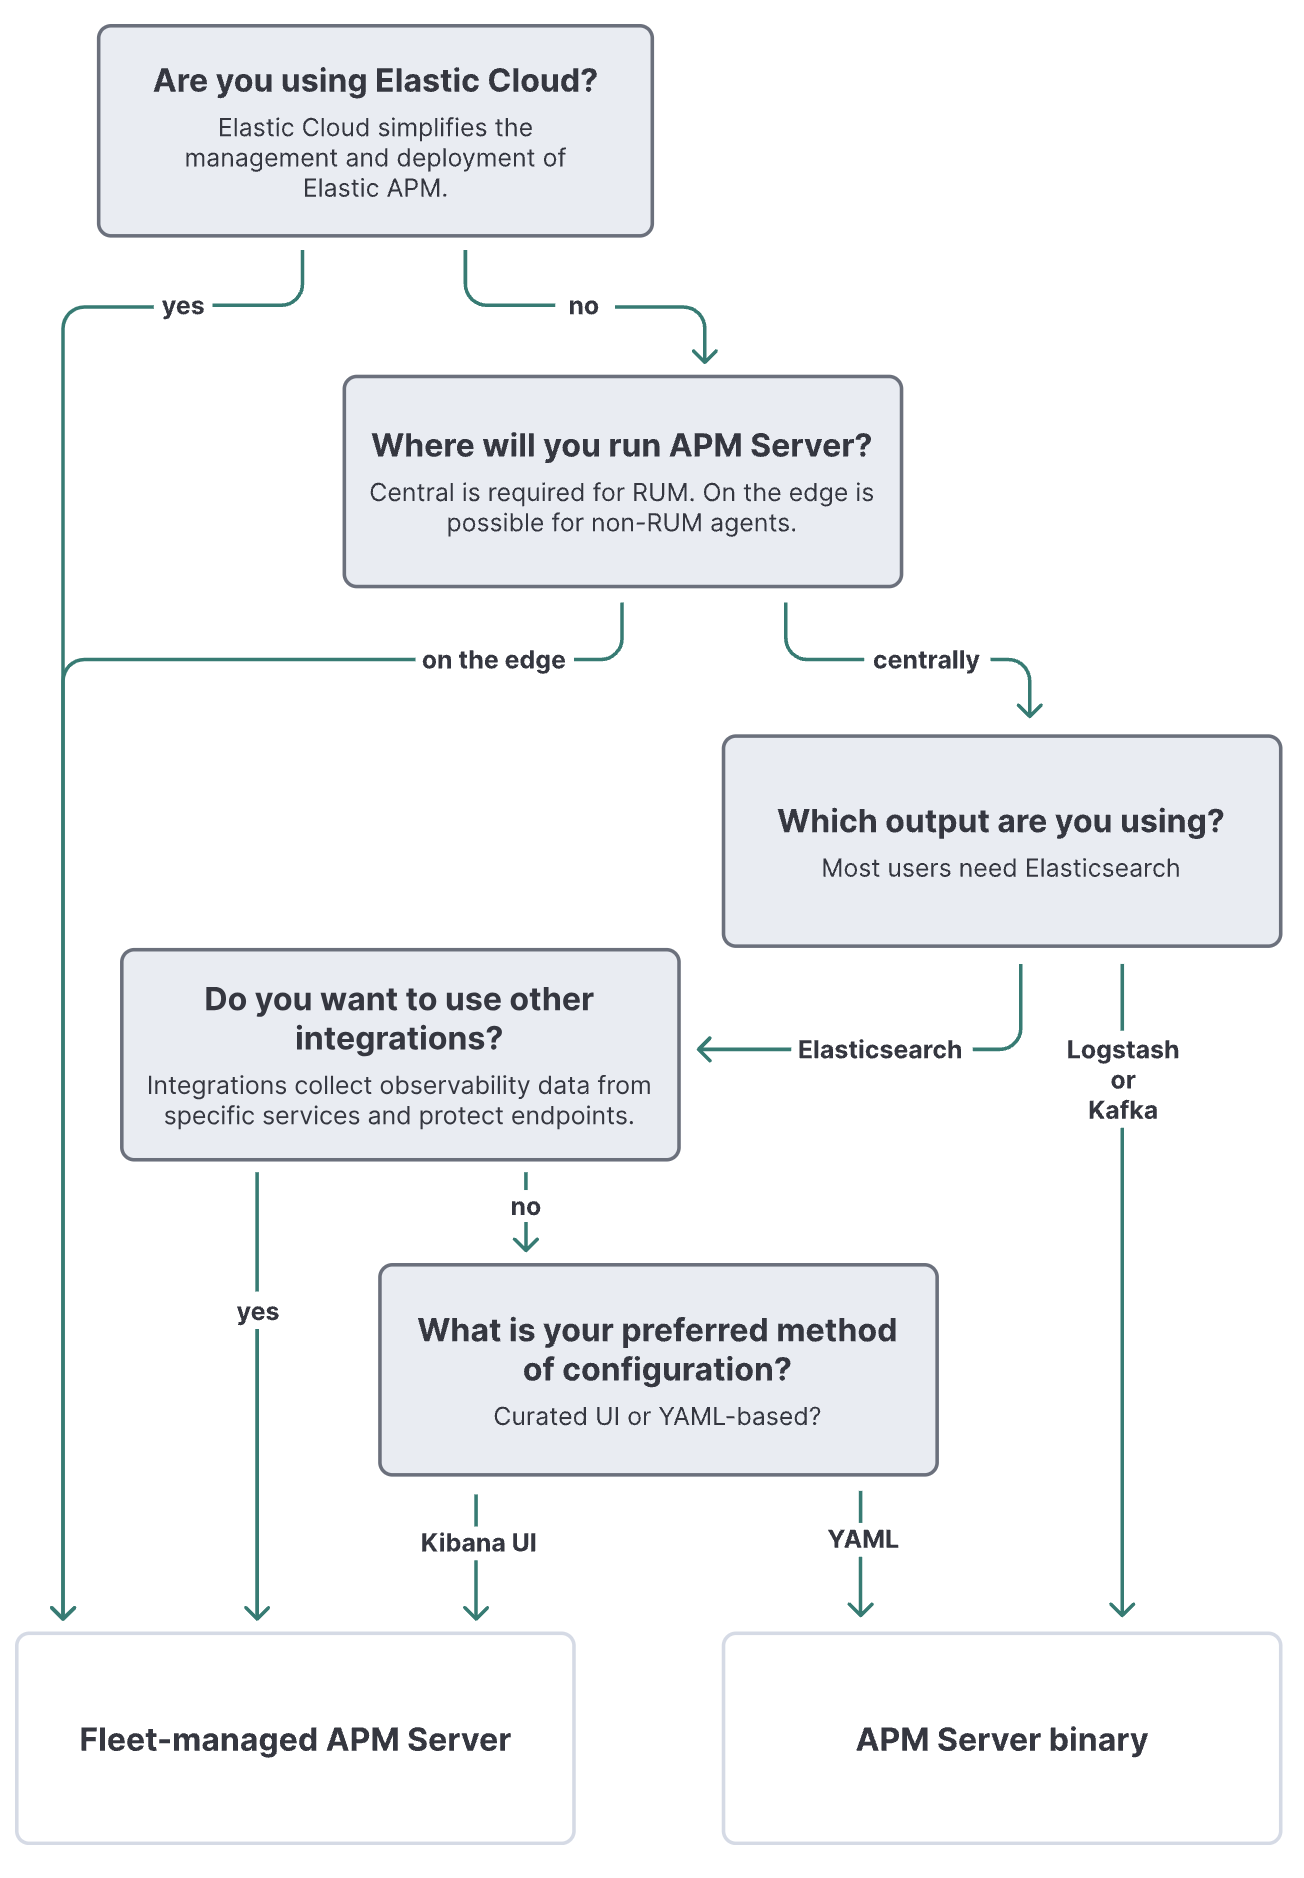 Are you using Elastic Cloud?
Elastic Cloud simplifies the
management and deployment of
Elastic APM.
yes
no
Where will you run APM Server?
Central is required for RUM. On the edge is
possible for non-RUM agents.
on the edge
centrally
Which output are you using?
Most users need Elasticsearch
Do you want to use other
integrations?
Integrations collect observability data from
specific services and protect endpoints.
Elasticsearch
Logstash
or
Kafka
no
yes
What is your preferred method
of configuration?
Curated UI or YAML-based?
Kibana UI
YAML
Fleet-managed APM Server
APM Server binary